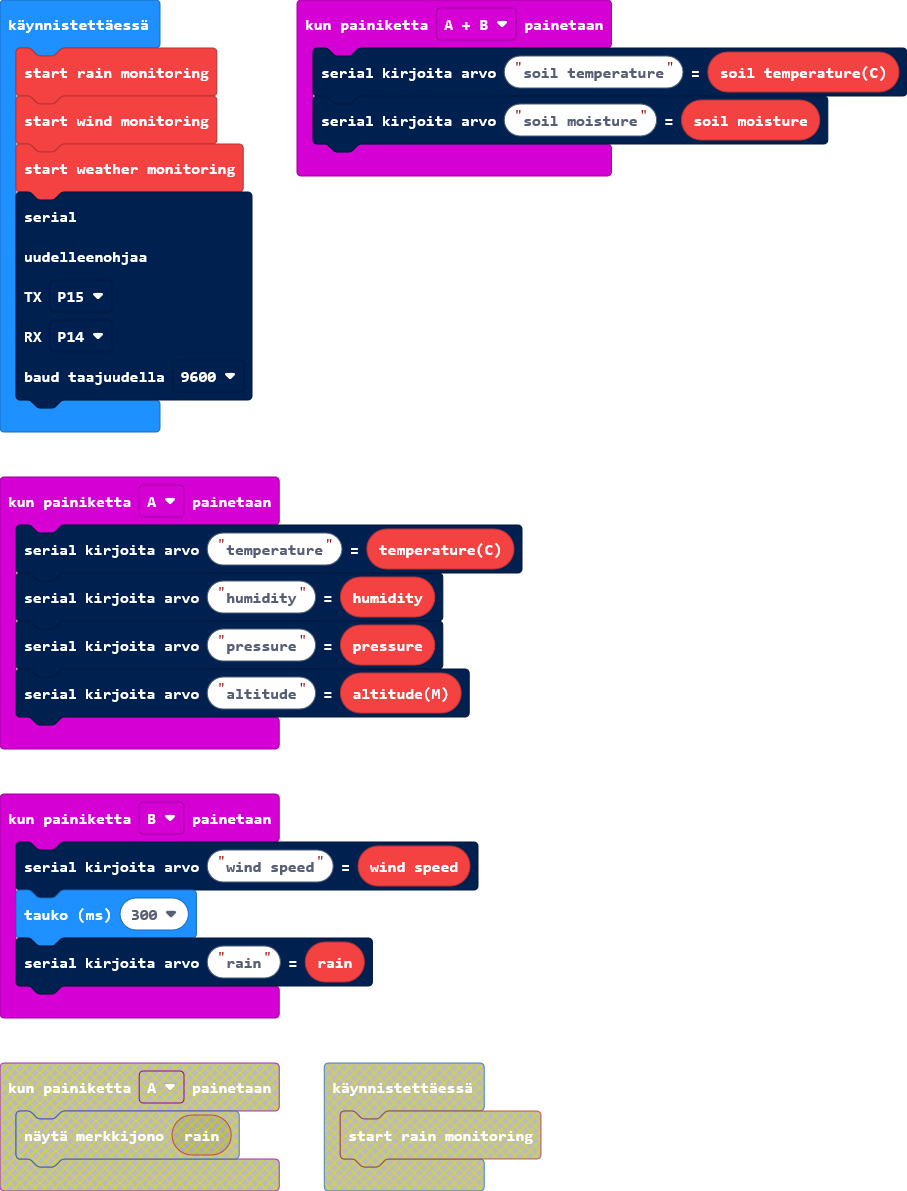 käynnistettäessä
start rain monitoring
start wind monitoring
start weather monitoring
serial
uudelleenohjaa
TX P15
RX P14
baud taajuudella 9600
kun painiketta A + B painetaan
serial kirjoita arvo "soil temperature" = soil temperature(C)
serial kirjoita arvo "soil moisture" = soil moisture
kun painiketta A painetaan
serial kirjoita arvo "temperature" = temperature(C)
serial kirjoita arvo "humidity" = humidity
serial kirjoita arvo "pressure" = pressure
serial kirjoita arvo "altitude" = altitude(M)
kun painiketta B painetaan
serial kirjoita arvo "wind speed" = wind speed
tauko (ms) 300
serial kirjoita arvo "rain" = rain
kun painiketta A painetaan
näytä merkkijono rain
käynnistettäessä
start rain monitoring